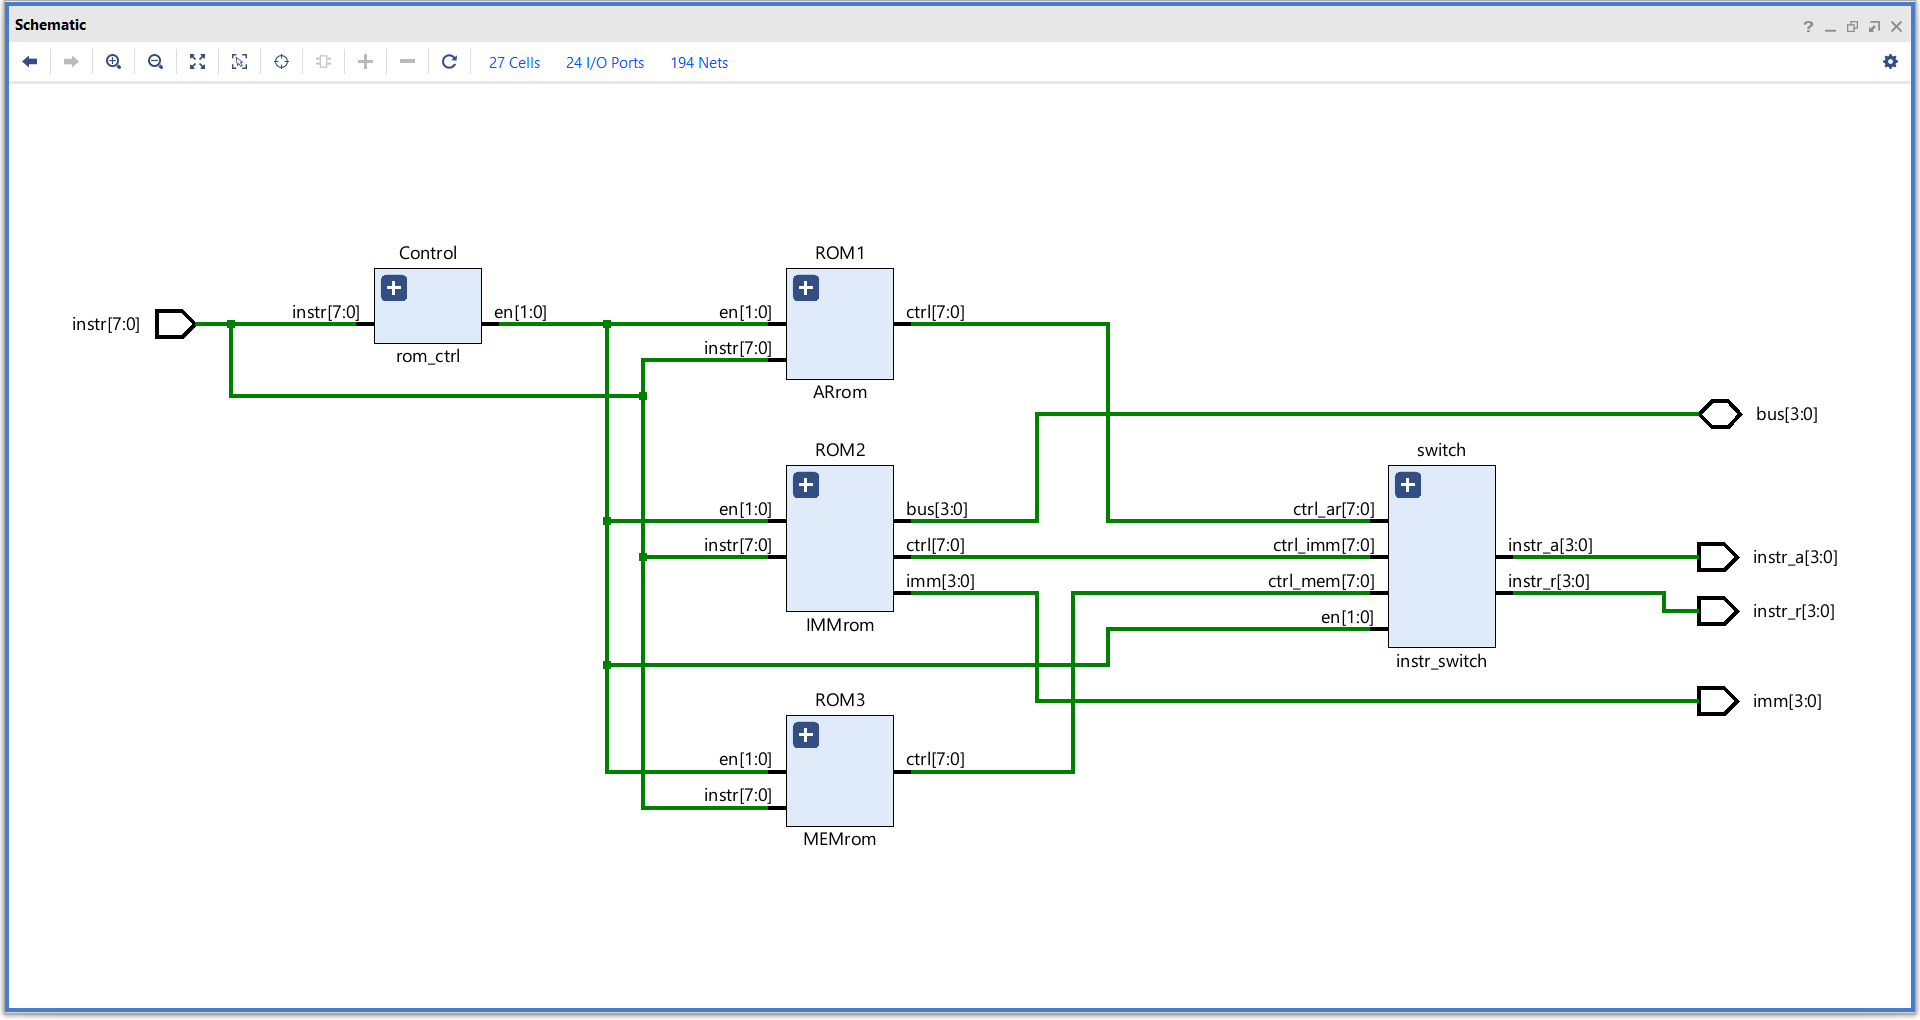 Schematic
27 Cells 24 I/O Ports 194 Nets
Control
instr[7:0]
instr[7:0]
en[1:0]
rom_ctrl
ROM1
en[1:0]
instr[7:0]
ctrl[7:0]
ARrom
ROM2
en[1:0]
instr[7:0]
bus[3:0]
ctrl[7:0]
imm[3:0]
IMMrom
ROM3
en[1:0]
instr[7:0]
ctrl[7:0]
MEMrom
switch
ctrl_ar[7:0]
ctrl_imm[7:0]
ctrl_mem[7:0]
en[1:0]
instr_a[3:0]
instr_r[3:0]
instr_switch
bus[3:0]
instr_a[3:0]
instr_r[3:0]
imm[3:0]